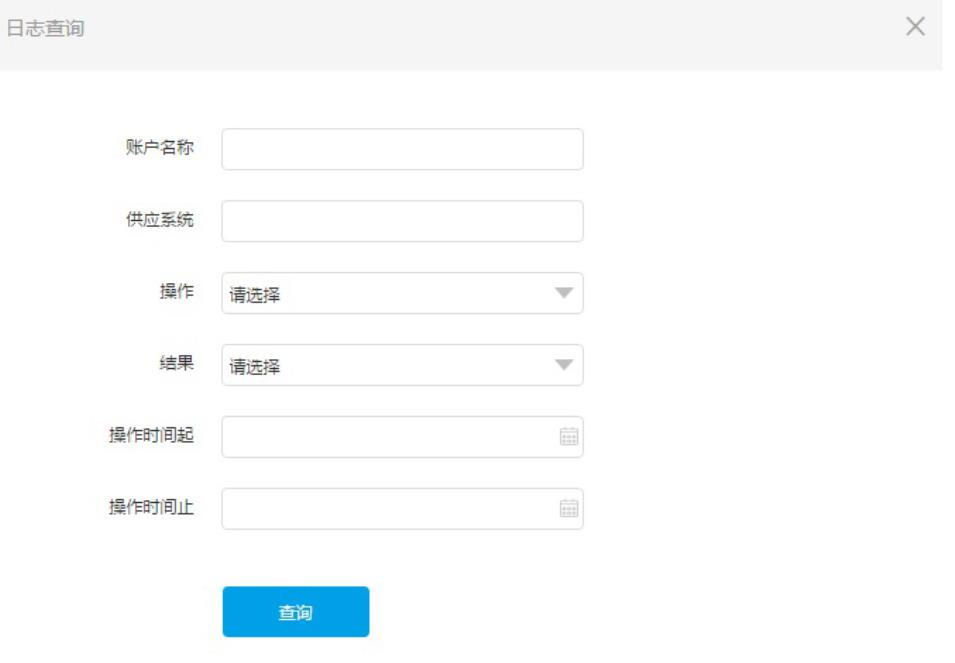 日志查询
账户名称
供应系统
操作 请选择
结果 请选择
操作时间起
操作时间止
查询